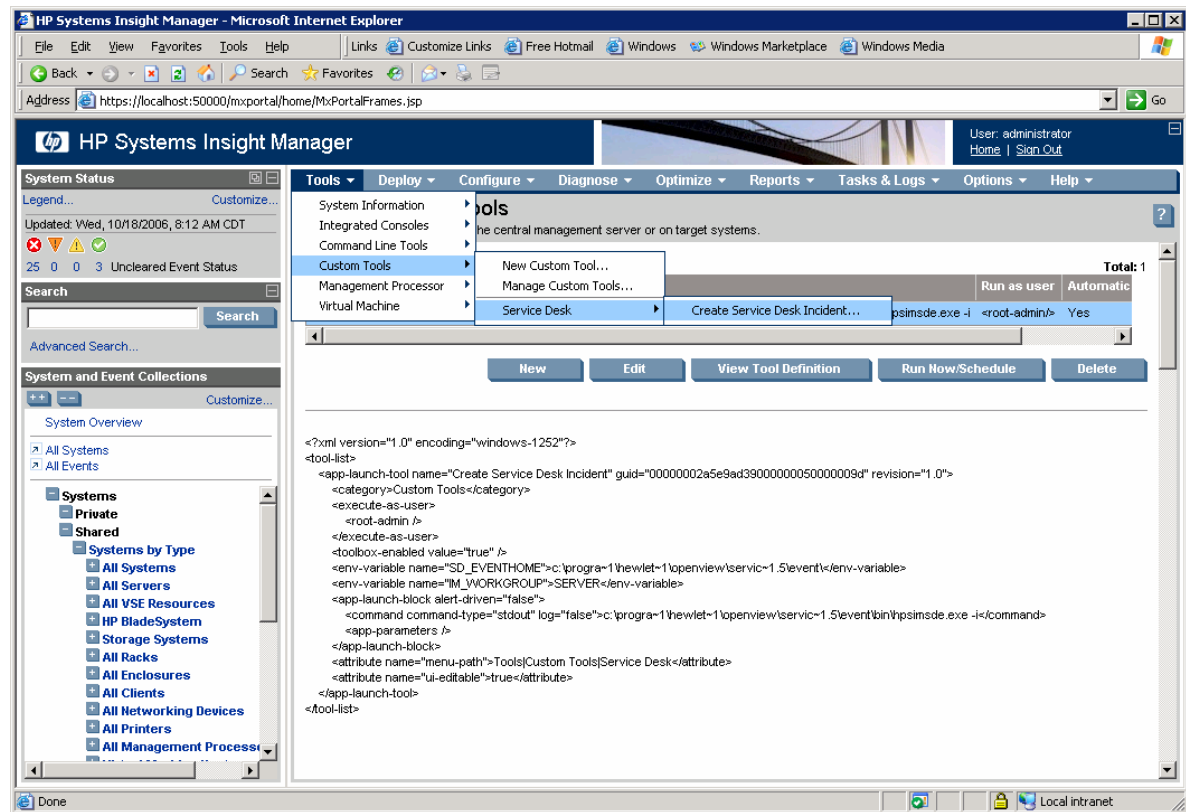 HP Systems Insight Manager - Microsoft Internet Explorer
File Edit View Favorites Tools Help
Links Customize Links Free Hotmail Windows Windows Marketplace Windows Media
Back Search Favorites
Address https://localhost:50000/mxportal/home/MxPortalFrames.jsp Go
hp HP Systems Insight Manager
User: administrator
Home | Sign Out
System Status
Legend... Customize...
Updated: Wed, 10/18/2006, 8:12 AM CDT
25 0 0 3 Uncleared Event Status
Search
Search
Advanced Search...
System and Event Collections
Customize...
System Overview
All Systems
All Events
Systems
Private
Shared
Systems by Type
All Systems
All Servers
All VSE Resources
HP BladeSystem
Storage Systems
All Racks
All Enclosures
All Clients
All Networking Devices
All Printers
All Management Process
Tools Deploy Configure Diagnose Optimize Reports Tasks & Logs Options Help
System Information
Integrated Consoles
Command Line Tools
Custom Tools
Management Processor
Virtual Machine
New Custom Tool...
Manage Custom Tools...
Service Desk
Create Service Desk Incident...
ools
he central management server or on target systems.
?
Total: 1
Run as user Automatic
psimsde.exe -i <root-admin/> Yes
New Edit View Tool Definition Run Now/Schedule Delete
<?xml version="1.0" encoding="windows-1252"?>
<tool-list>
<app-launch-tool name="Create Service Desk Incident" guid="00000002a5e9ad39000000050000009d" revision="1.0">
<category>Custom Tools</category>
<execute-as-user>
<root-admin />
</execute-as-user>
<toolbox-enabled value="true" />
<env-variable name="SD_EVENTHOME">c:\progra~1\hewlet~1\openview\servic~1.5\event\</env-variable>
<env-variable name="IM_WORKGROUP">SERVER</env-variable>
<app-launch-block alert-driven="false">
<command command-type="stdout" log="false">c:\progra~1\hewlet~1\openview\servic~1.5\event\bin\hpsimsde.exe -i</command>
<app-parameters />
</app-launch-block>
<attribute name="menu-path">Tools|Custom Tools|Service Desk</attribute>
<attribute name="ui-editable">true</attribute>
</app-launch-tool>
</tool-list>
Done
Local intranet